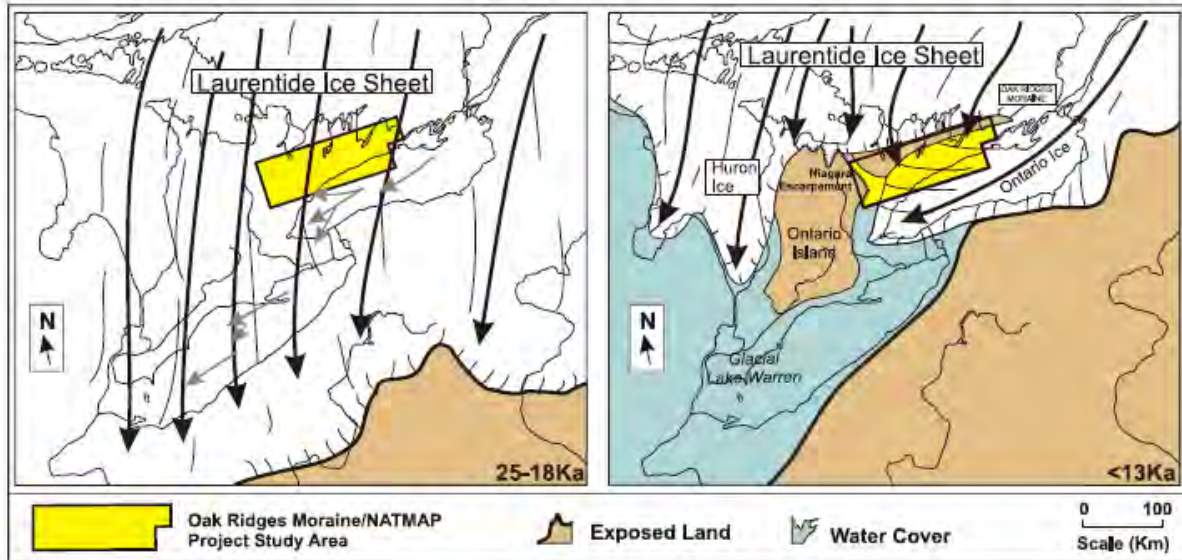 Laurentide Ice Sheet
N
25-18Ka
Laurentide Ice Sheet
OAK RIDGES
MORAINE
Huron
Ice
Niagara
Escarpment
Ontario Ice
Ontario
Island
N
Glacial
Lake Warren
<13Ka
Oak Ridges Moraine/NATMAP
Project Study Area
Exposed Land
Water Cover
0 100
Scale (Km)